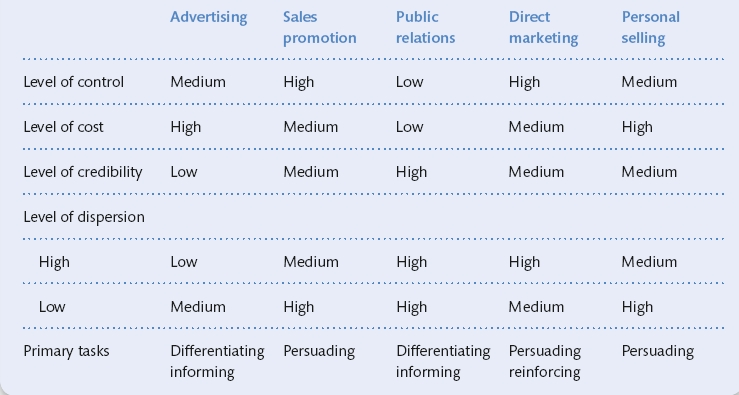 Advertising Sales Public Direct Personal
promotion relations marketing selling
Level of control Medium High Low High Medium
Level of cost High Medium Low Medium High
Level of credibility Low Medium High Medium Medium
Level of dispersion
High Low Medium High High Medium
Low Medium High High Medium High
Primary tasks Differentiating Persuading Differentiating Persuading Persuading
informing informing reinforcing